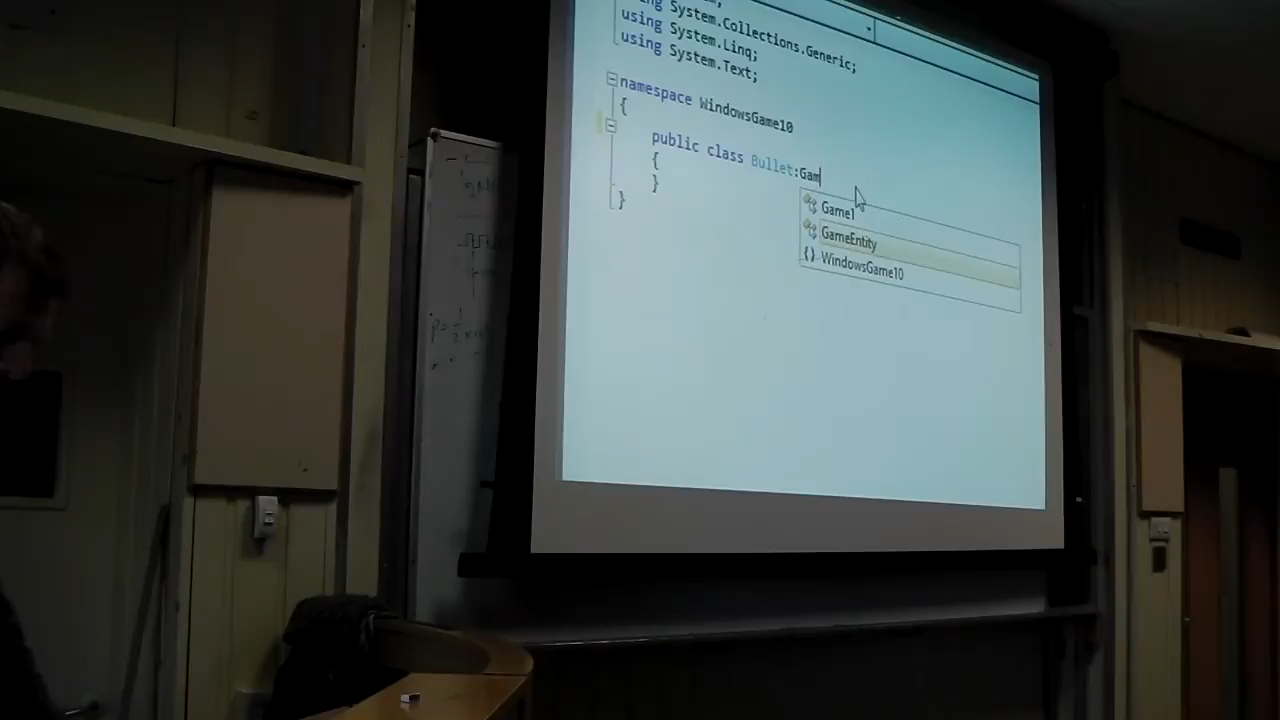 using System.Collections.Generic;
using System.Linq;
using System.Text;
namespace WindowsGame10
{
public class Bullet:Gam
{
}
}
Game1
GameEntity
{} WindowsGame10